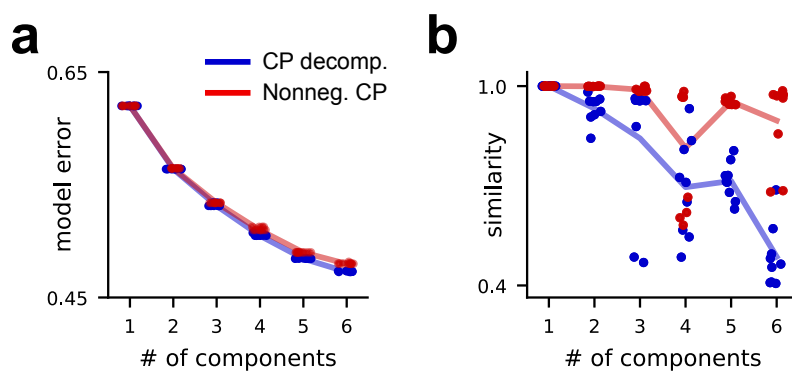 a
CP decomp.
Nonneg. CP
0.65
0.45
model error
1 2 3 4 5 6
# of components
b
1.0
0.4
similarity
1 2 3 4 5 6
# of components